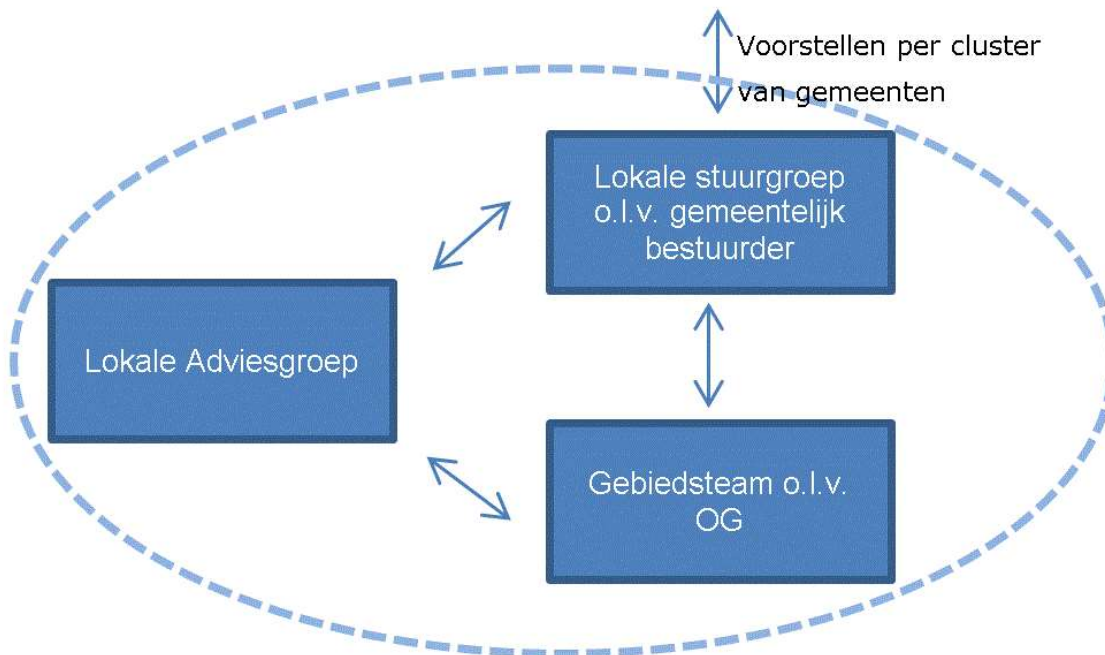 Voorstellen per cluster
van gemeenten
Lokale stuurgroep
o.l.v. gemeentelijk
bestuurder
Lokale Adviesgroep
Gebiedsteam o.l.v.
OG